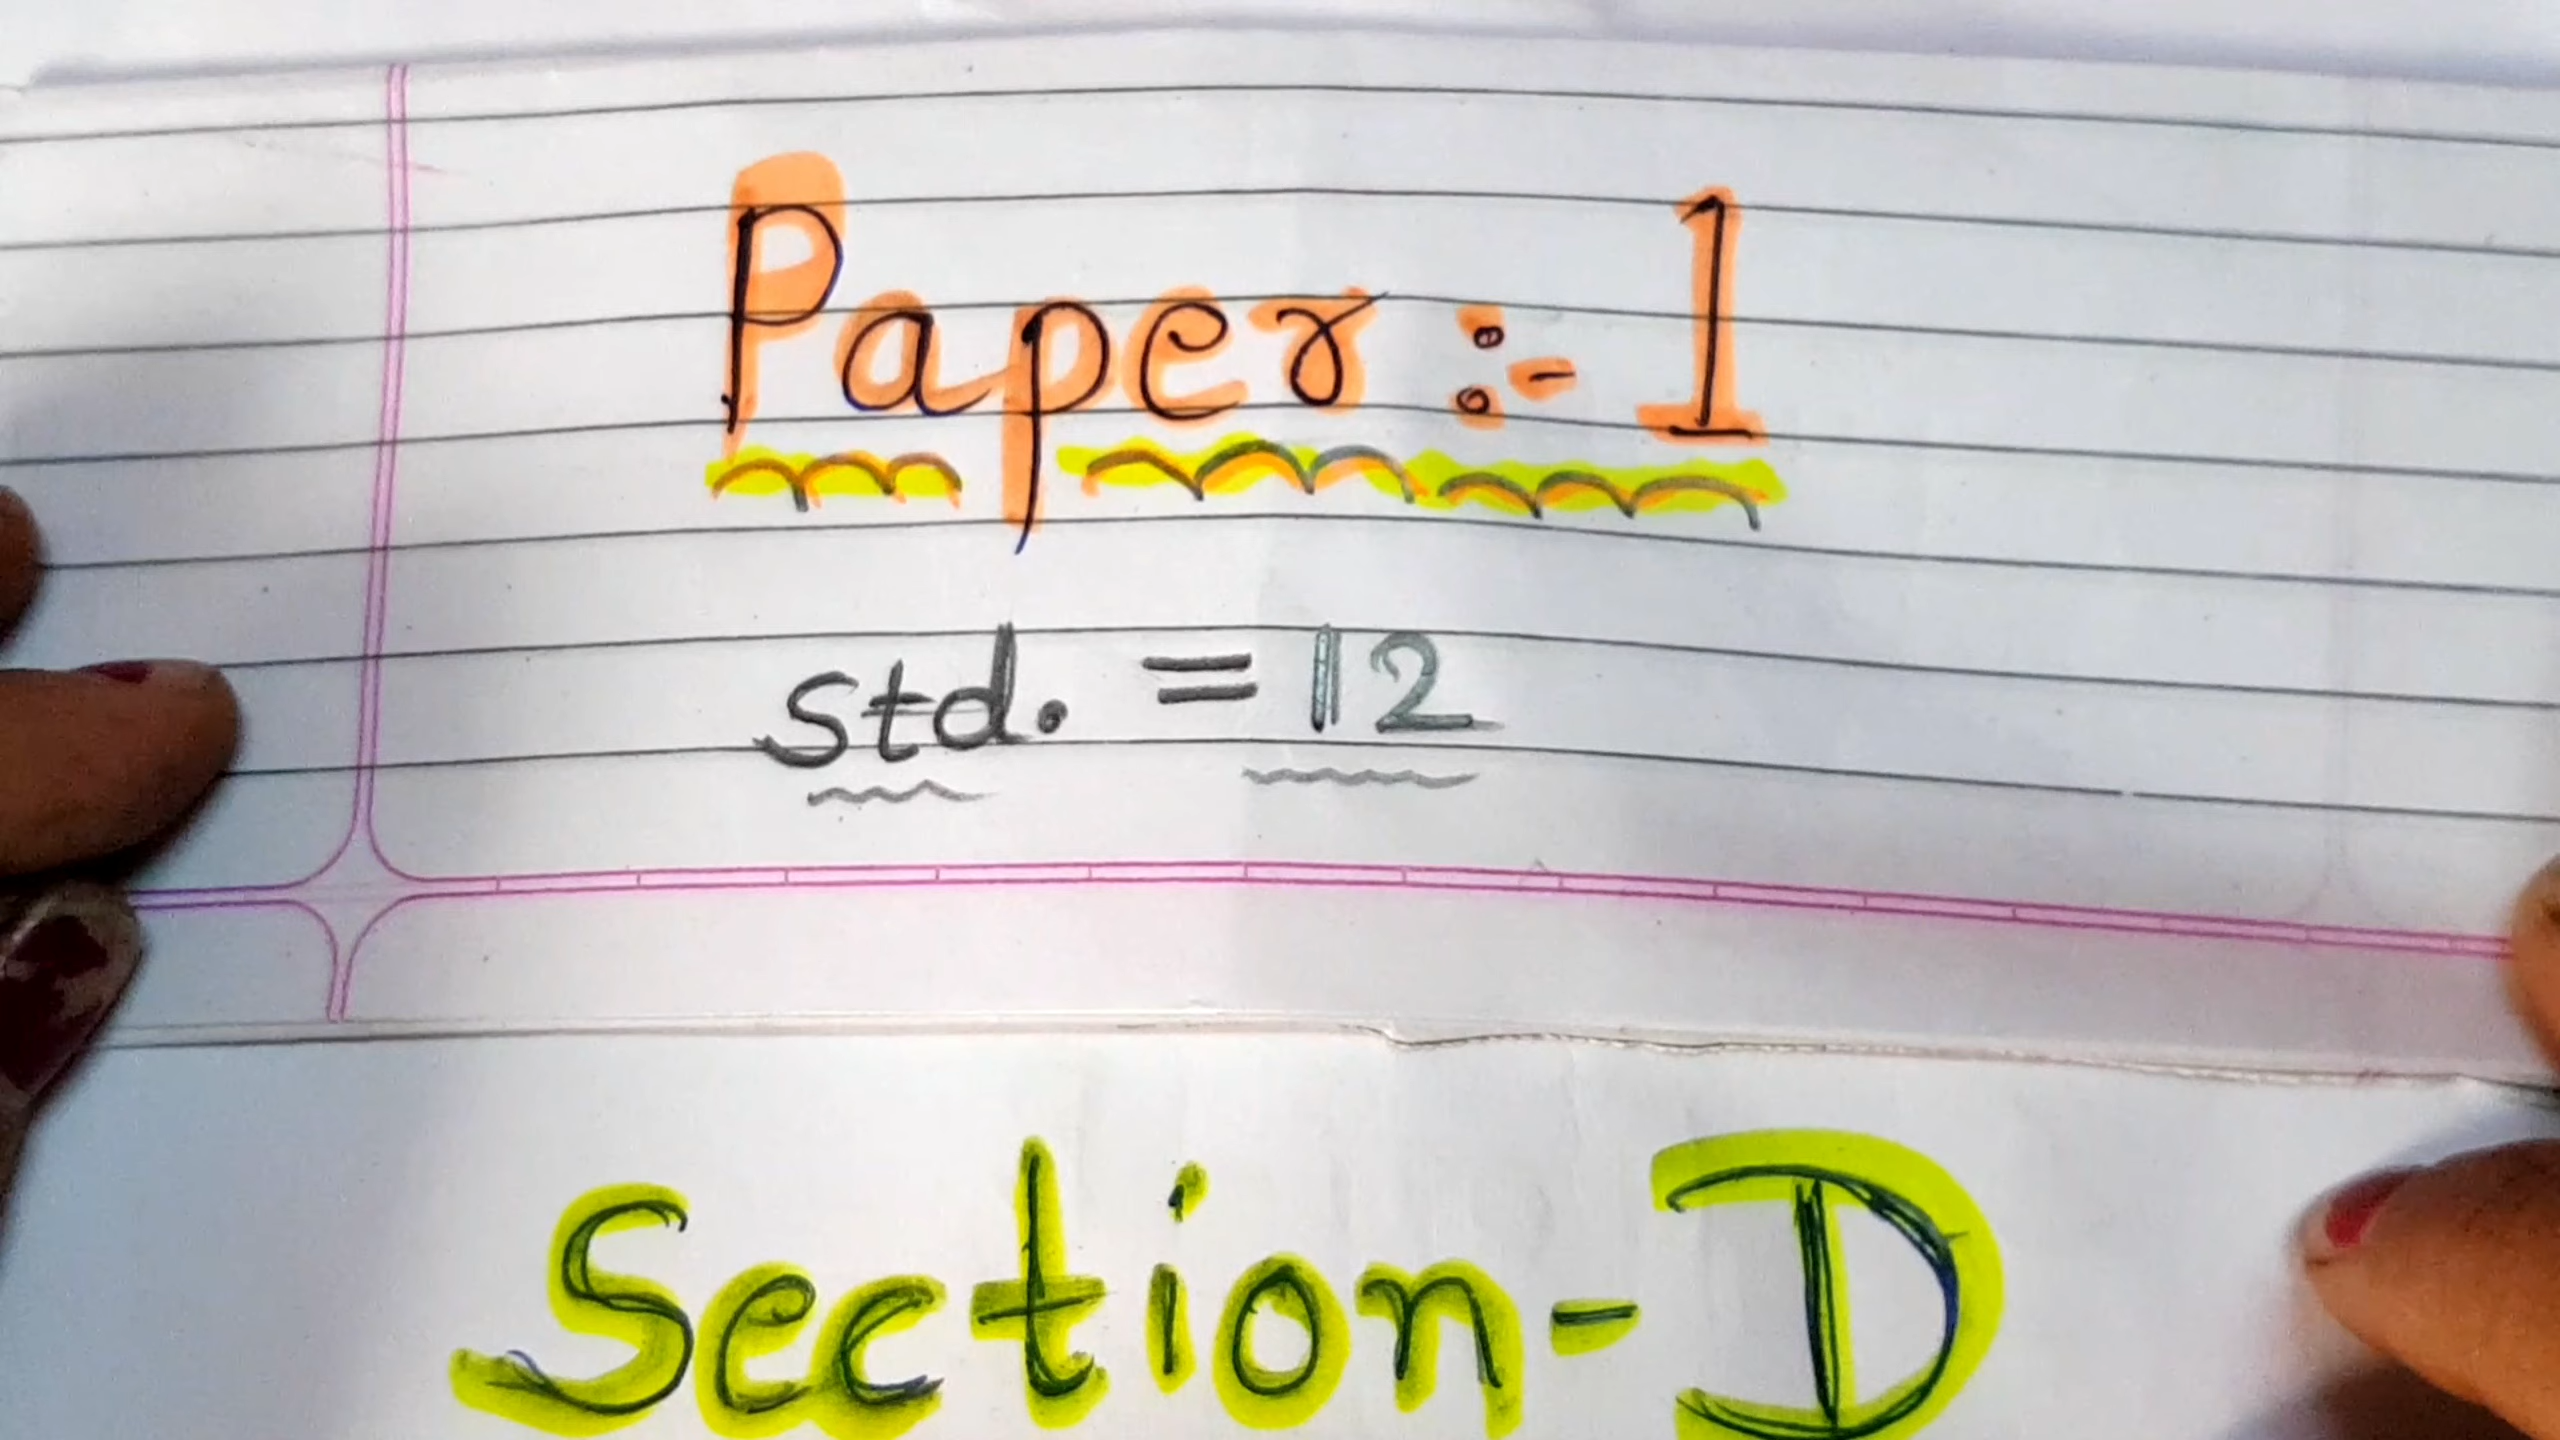 Paper :- 1
std. = 12
Section - D